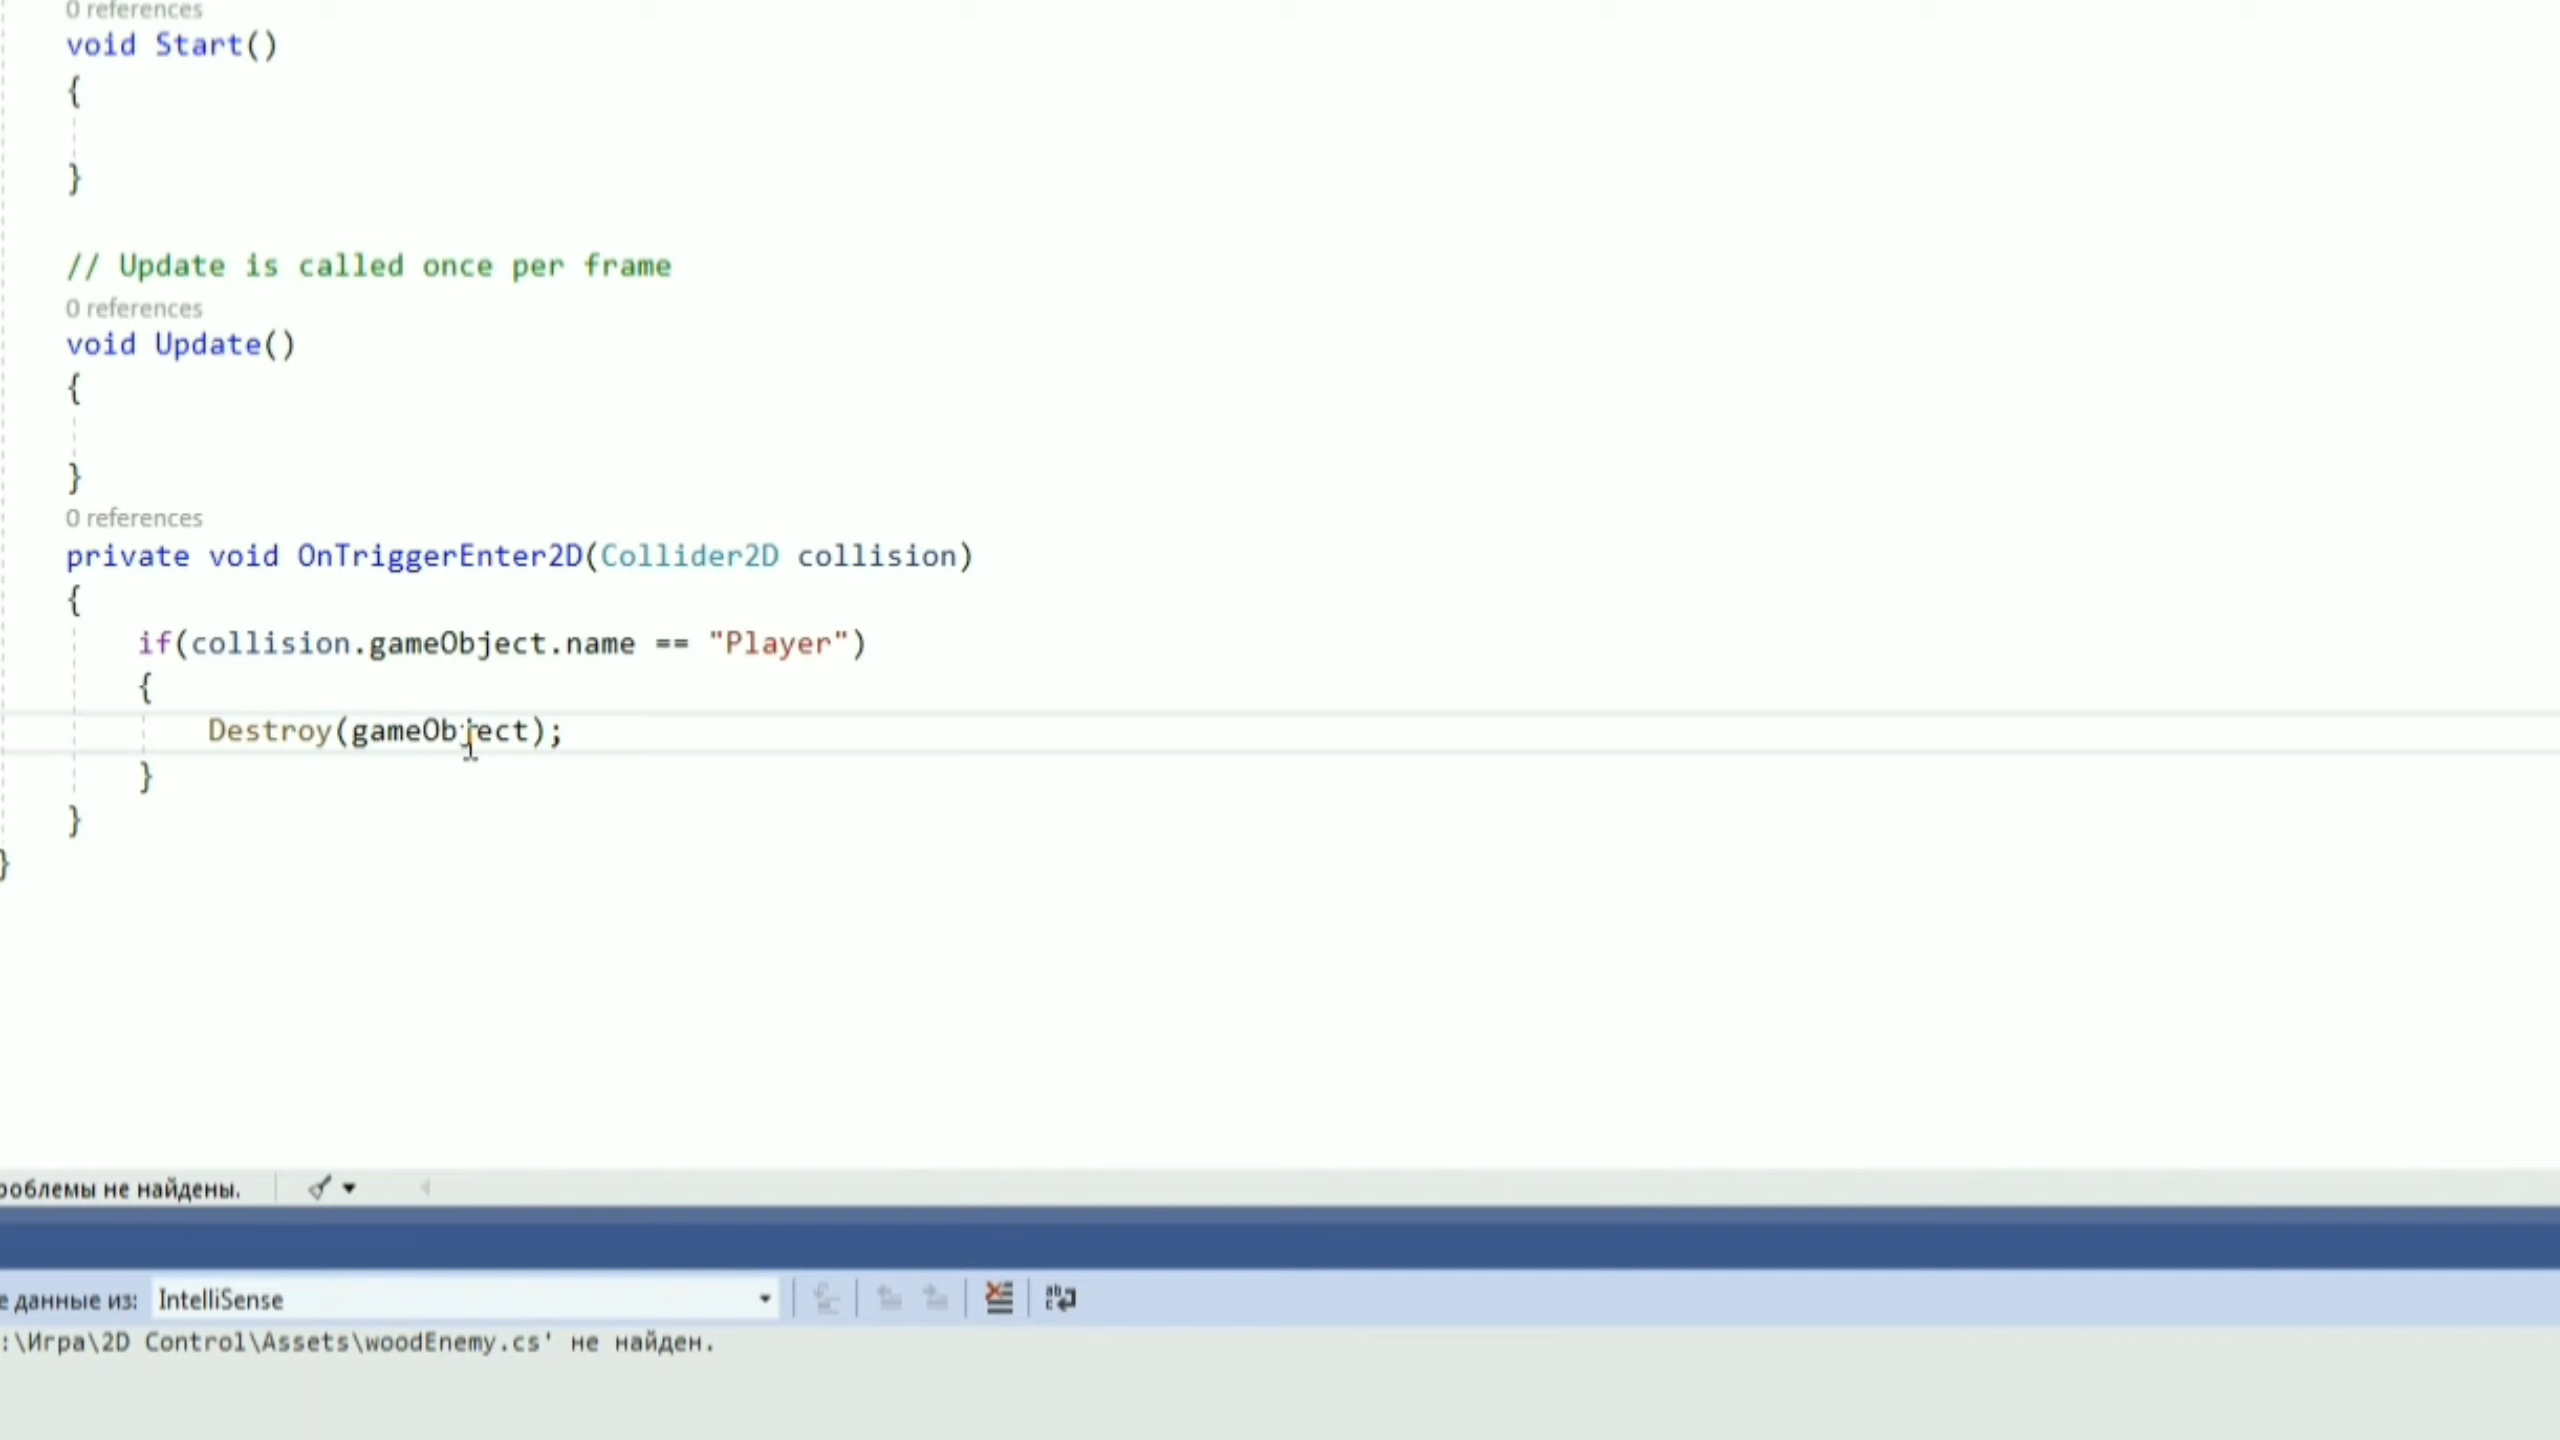 0 references
void Start()
{
}
// Update is called once per frame
0 references
void Update()
{
}
0 references
private void OnTriggerEnter2D(Collider2D collision)
{
if(collision.gameObject.name == "Player")
{
Destroy(gameObject);
}
}
}
не найдены.
данные из: IntelliSense
:\Игра\2D Control\Assets\woodEnemy.cs' не найден.